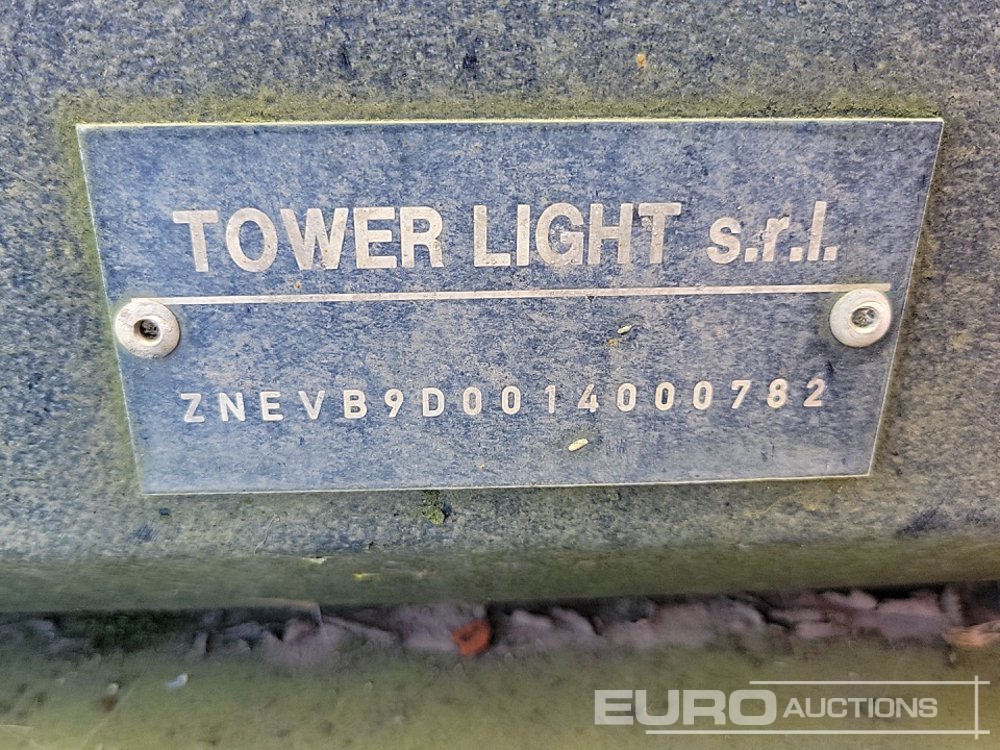 TOWER LIGHT s.r.l.
ZNEVB9D0014000782
EURO AUCTIONS